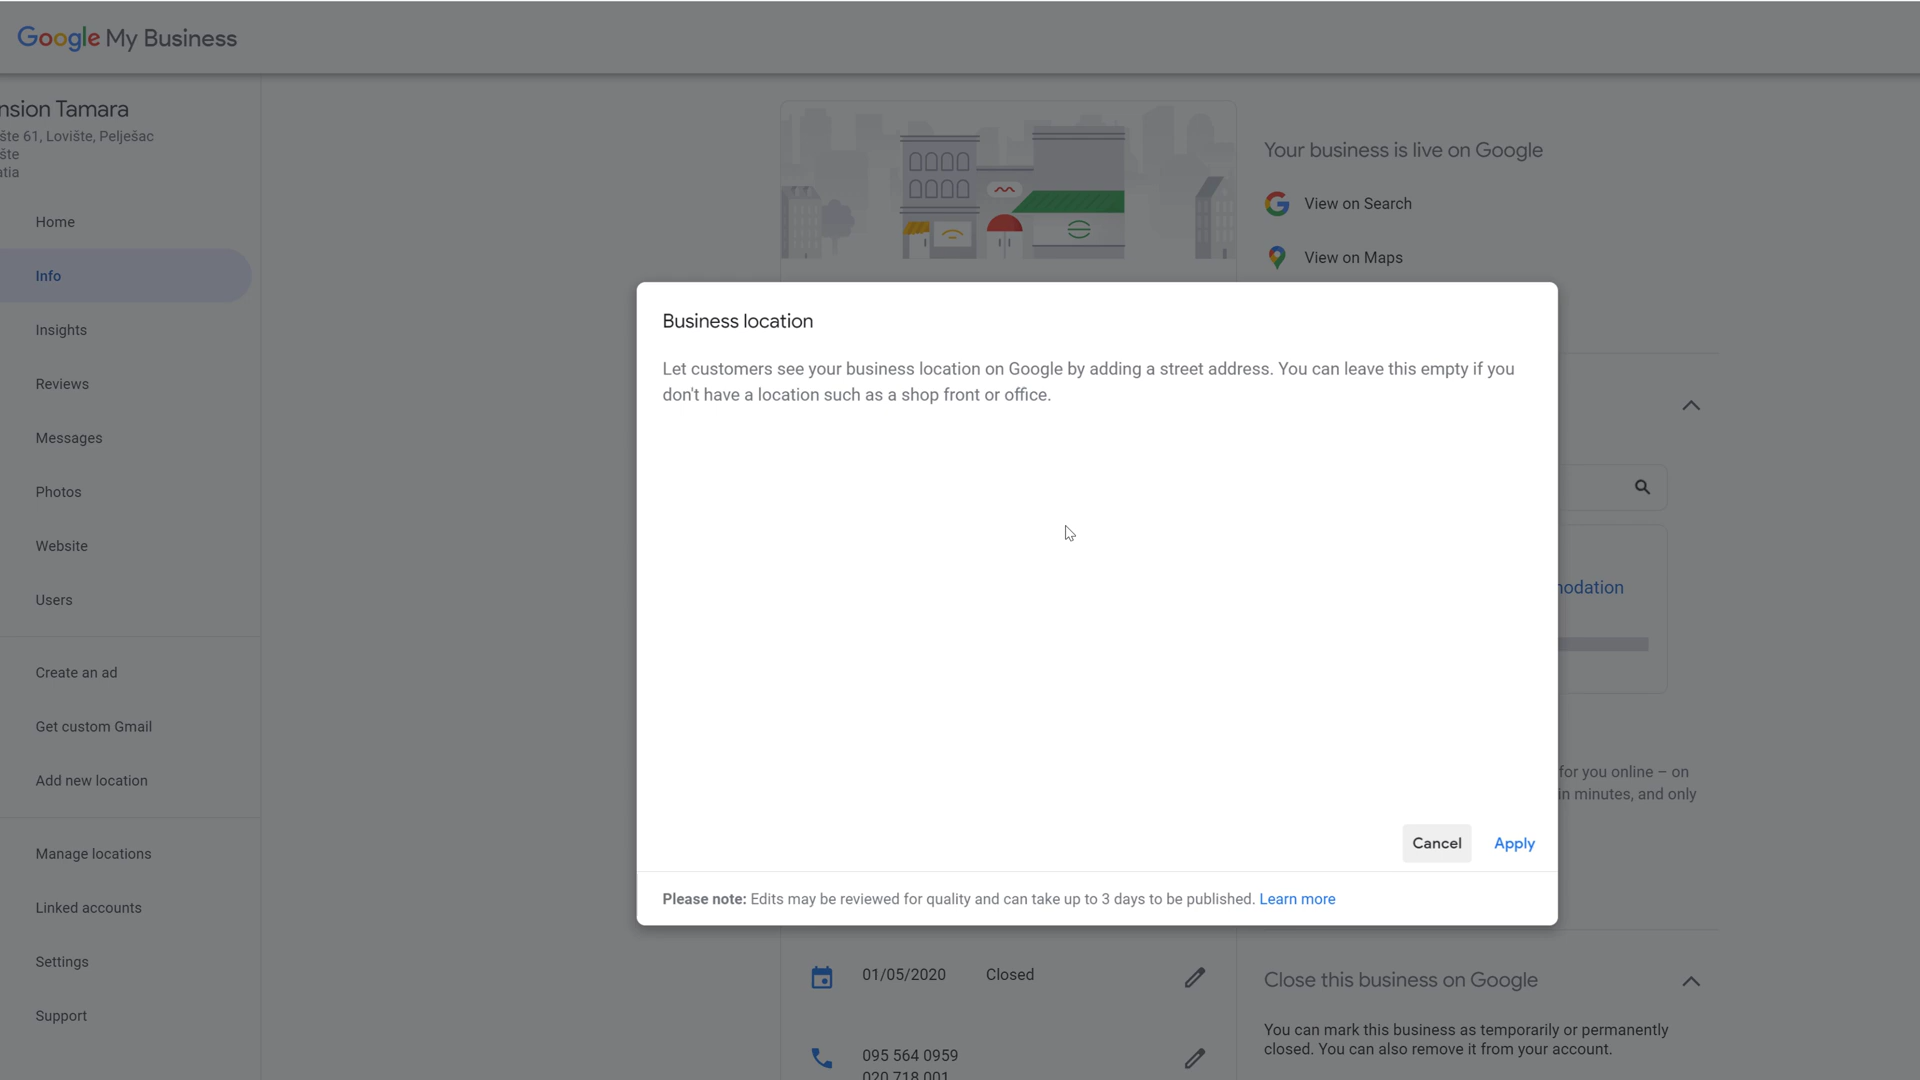 Google My Business
nsion Tamara
šte 61, Lovište, Pelješac
šte
atia
Home
Info
Insights
Reviews
Messages
Photos
Website
Users
Create an ad
Get custom Gmail
Add new location
Manage locations
Linked accounts
Settings
Support
Your business is live on Google
View on Search
View on Maps
Business location
Let customers see your business location on Google by adding a street address. You can leave this empty if you
don't have a location such as a shop front or office.
nodation
for you online – on
in minutes, and only
Cancel
Apply
Please note: Edits may be reviewed for quality and can take up to 3 days to be published. Learn more
01/05/2020 Closed
095 564 0959
020 718 001
Close this business on Google
You can mark this business as temporarily or permanently
closed. You can also remove it from your account.